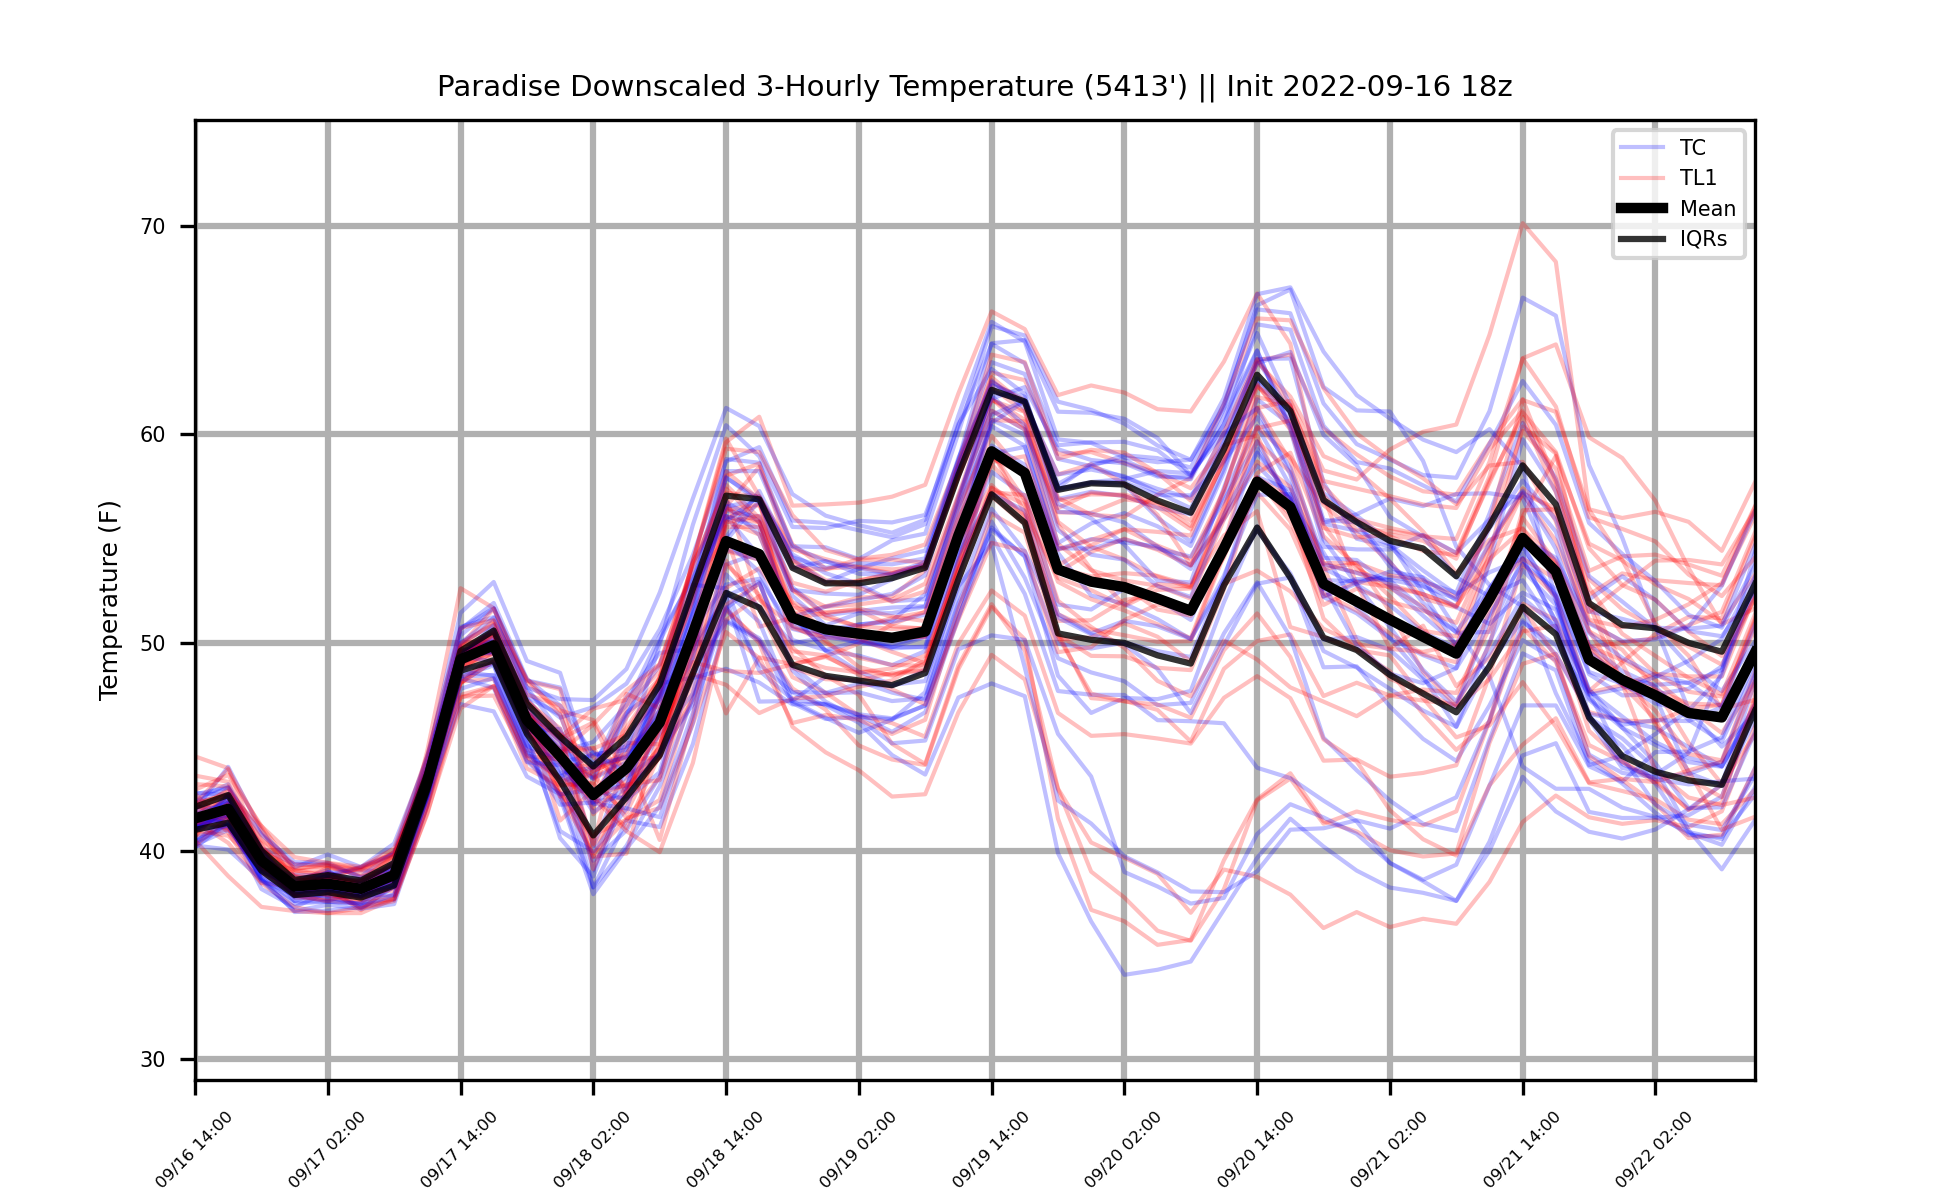 Paradise Downscaled 3-Hourly Temperature (5413') || Init 2022-09-16 18z
TC
TL1
Mean
IQRs
Temperature (F)
70
60
50
40
30
09/16 14:00
09/17 02:00
09/17 14:00
09/18 02:00
09/18 14:00
09/19 02:00
09/19 14:00
09/20 02:00
09/20 14:00
09/21 02:00
09/21 14:00
09/22 02:00